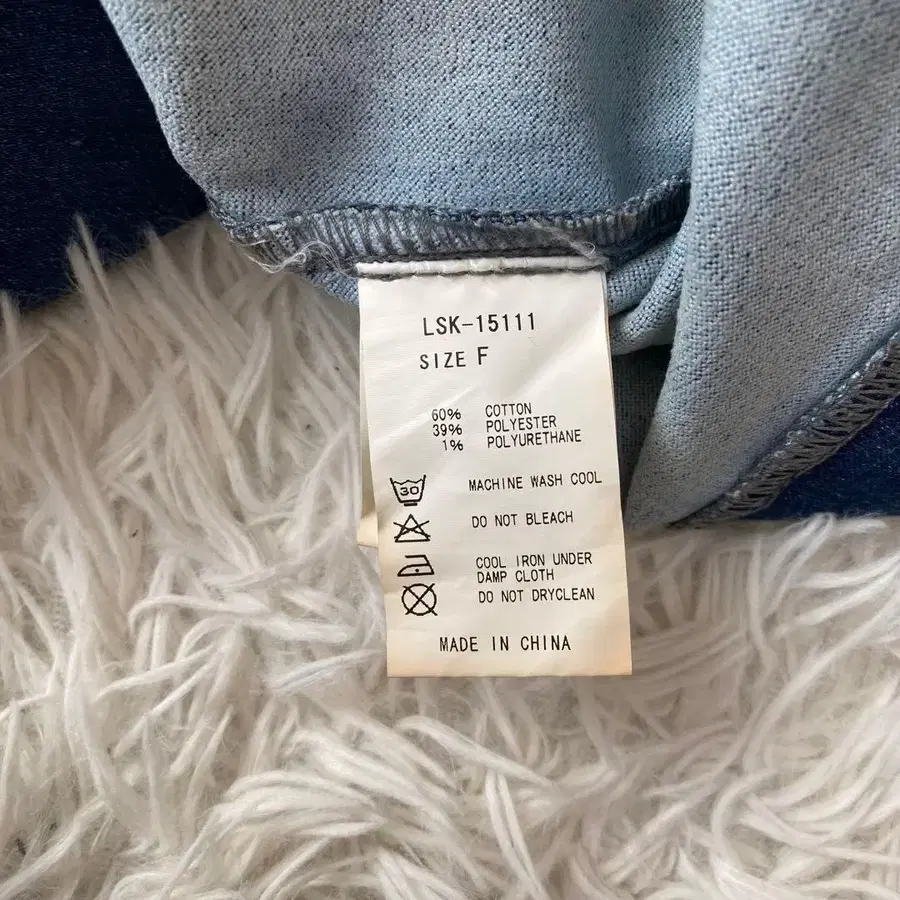 LSK-15111
SIZE F
60% COTTON
39% POLYESTER
1% POLYURETHANE
30 MACHINE WASH COOL
DO NOT BLEACH
COOL IRON UNDER
DAMP CLOTH
DO NOT DRYCLEAN
MADE IN CHINA